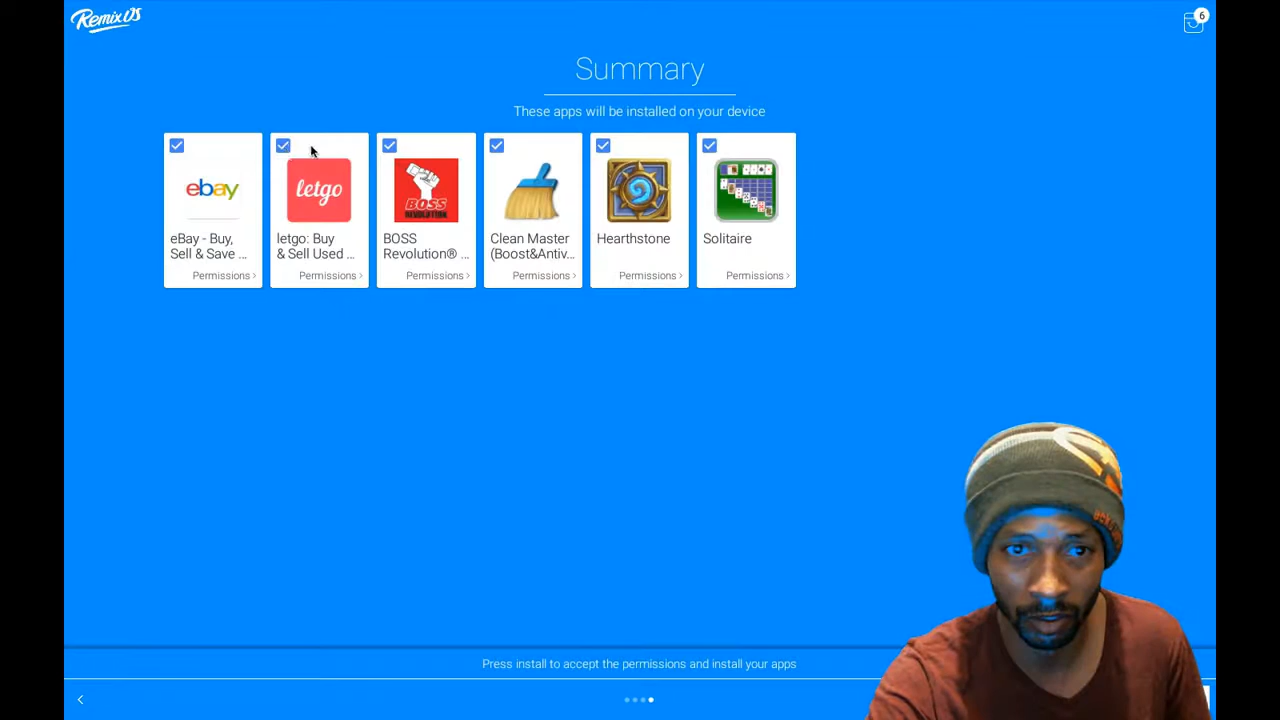 Remix OS
6
Summary
These apps will be installed on your device
ebay
letgo
BOSS
REVOLUTION
eBay - Buy,
Sell & Save ...
letgo: Buy
& Sell Used ...
BOSS
Revolution® ...
Clean Master
(Boost&Antiv...
Hearthstone
Solitaire
Permissions >
Permissions >
Permissions >
Permissions >
Permissions >
Permissions >
Press install to accept the permissions and install your apps